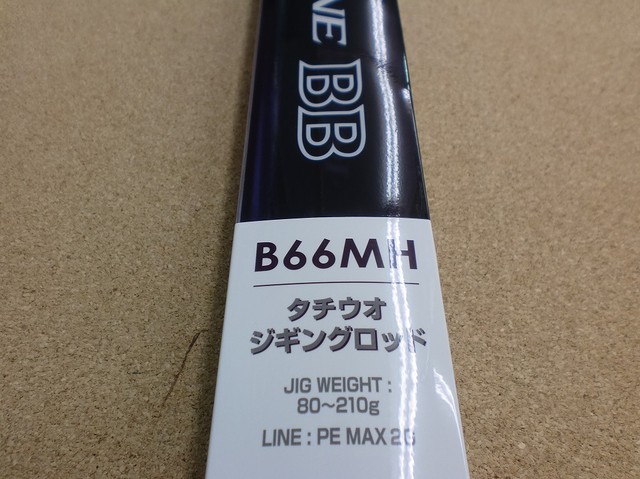 NE BB
B66MH
タチウオ
ジギングロッド
JIG WEIGHT :
80~210g
LINE : PE MAX